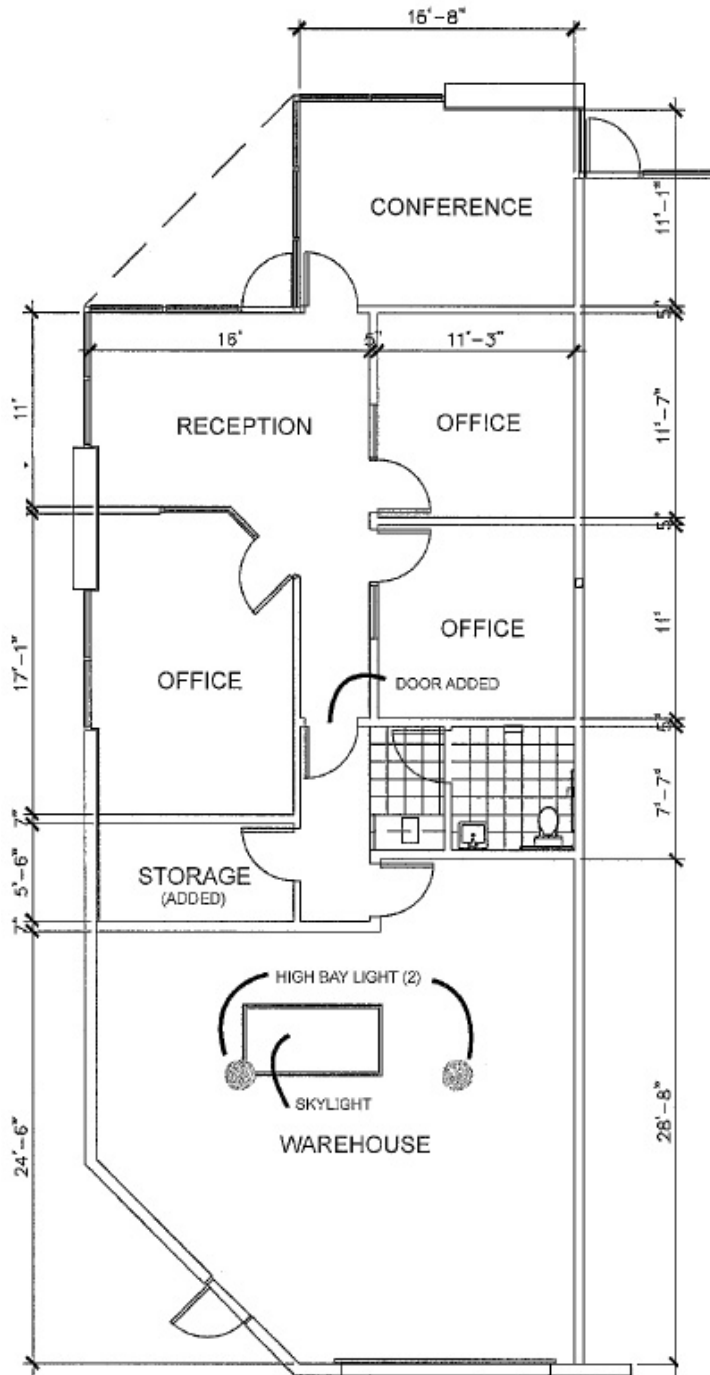 16'-8"
CONFERENCE
11'-1"
5"
16'
5"
11'-3"
11'
RECEPTION
OFFICE
11'-7"
5"
OFFICE
11'
17'-1"
OFFICE
DOOR ADDED
5"
7'-7"
7"
5'-6"
STORAGE
(ADDED)
7"
HIGH BAY LIGHT (2)
SKYLIGHT
WAREHOUSE
24'-6"
28'-8"